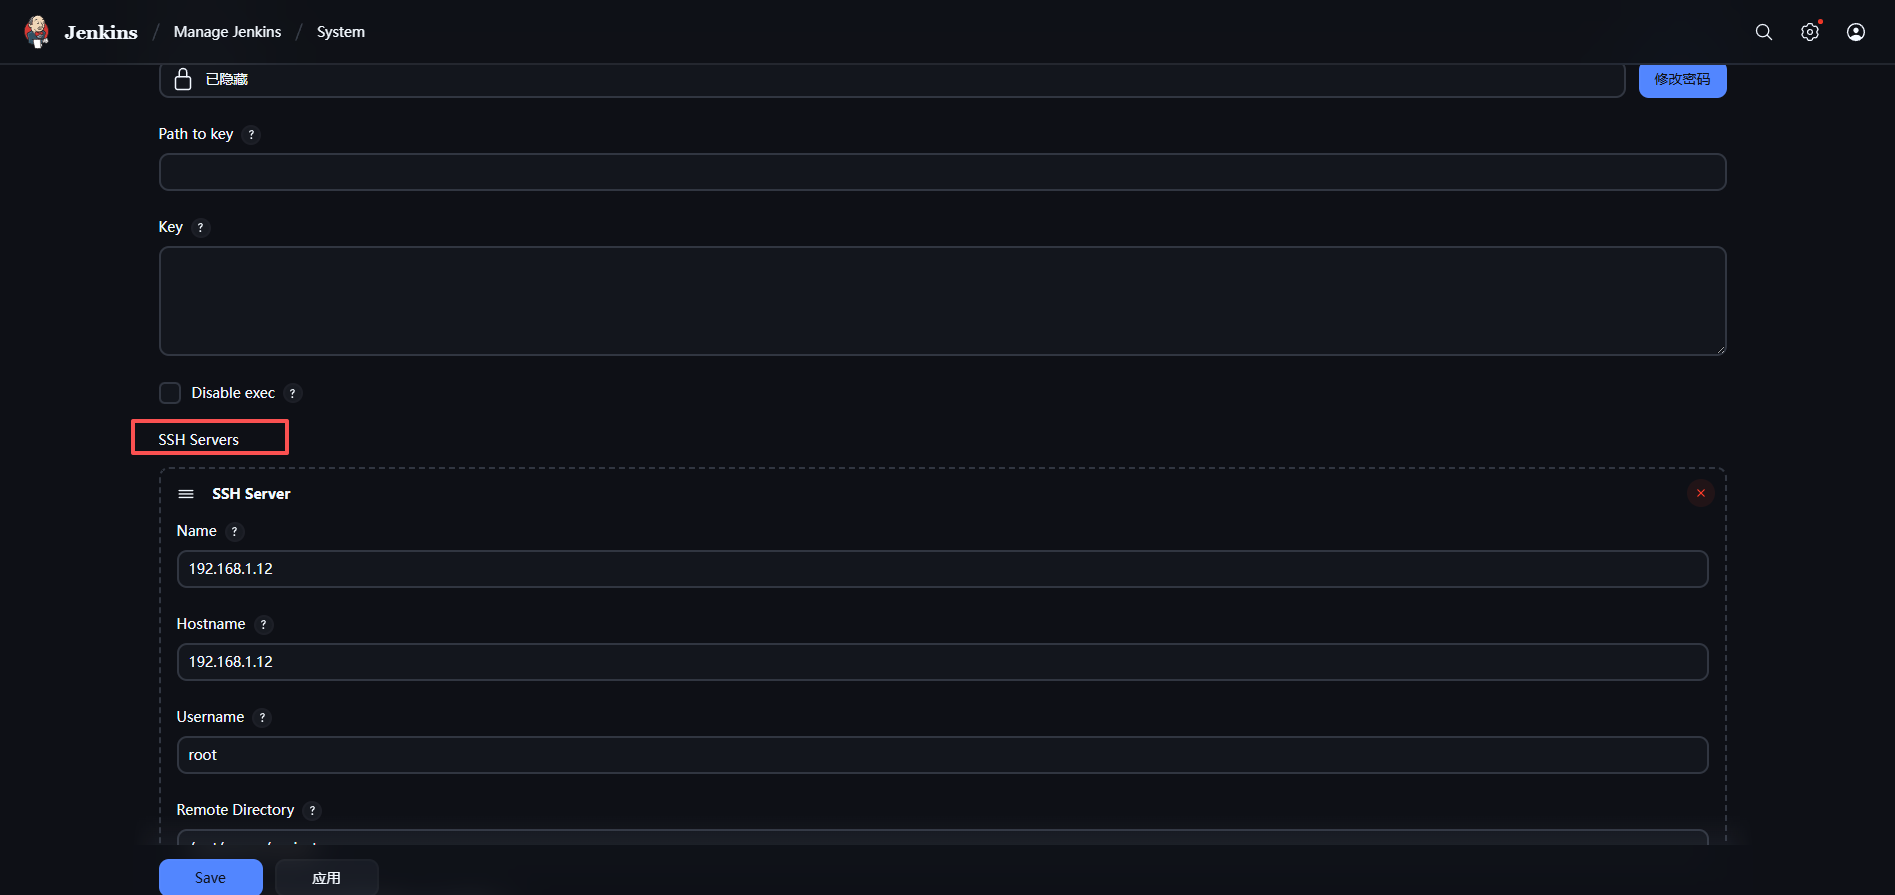 Jenkins / Manage Jenkins / System
已隐藏
修改密码
Path to key ?
Key ?
Disable exec ?
SSH Servers
SSH Server
Name ?
192.168.1.12
Hostname ?
192.168.1.12
Username ?
root
Remote Directory ?
Save
应用